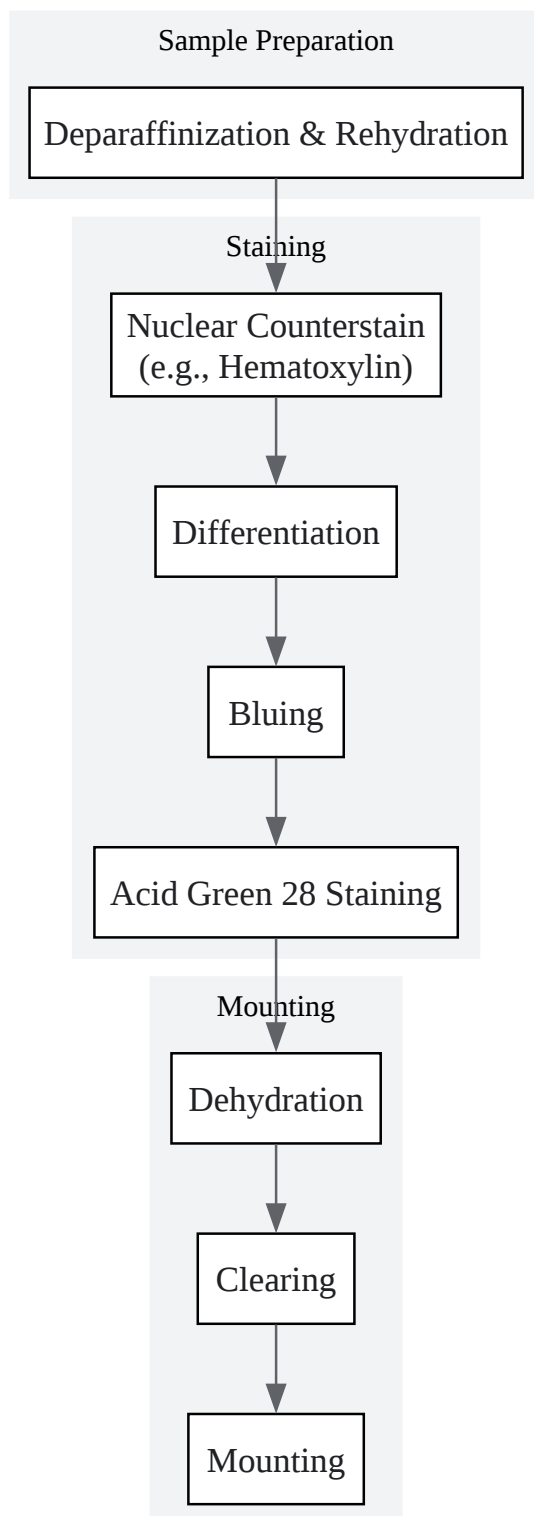 Sample Preparation
Deparaffinization & Rehydration
Staining
Nuclear Counterstain
(e.g., Hematoxylin)
Differentiation
Bluing
Acid Green 28 Staining
Mounting
Dehydration
Clearing
Mounting